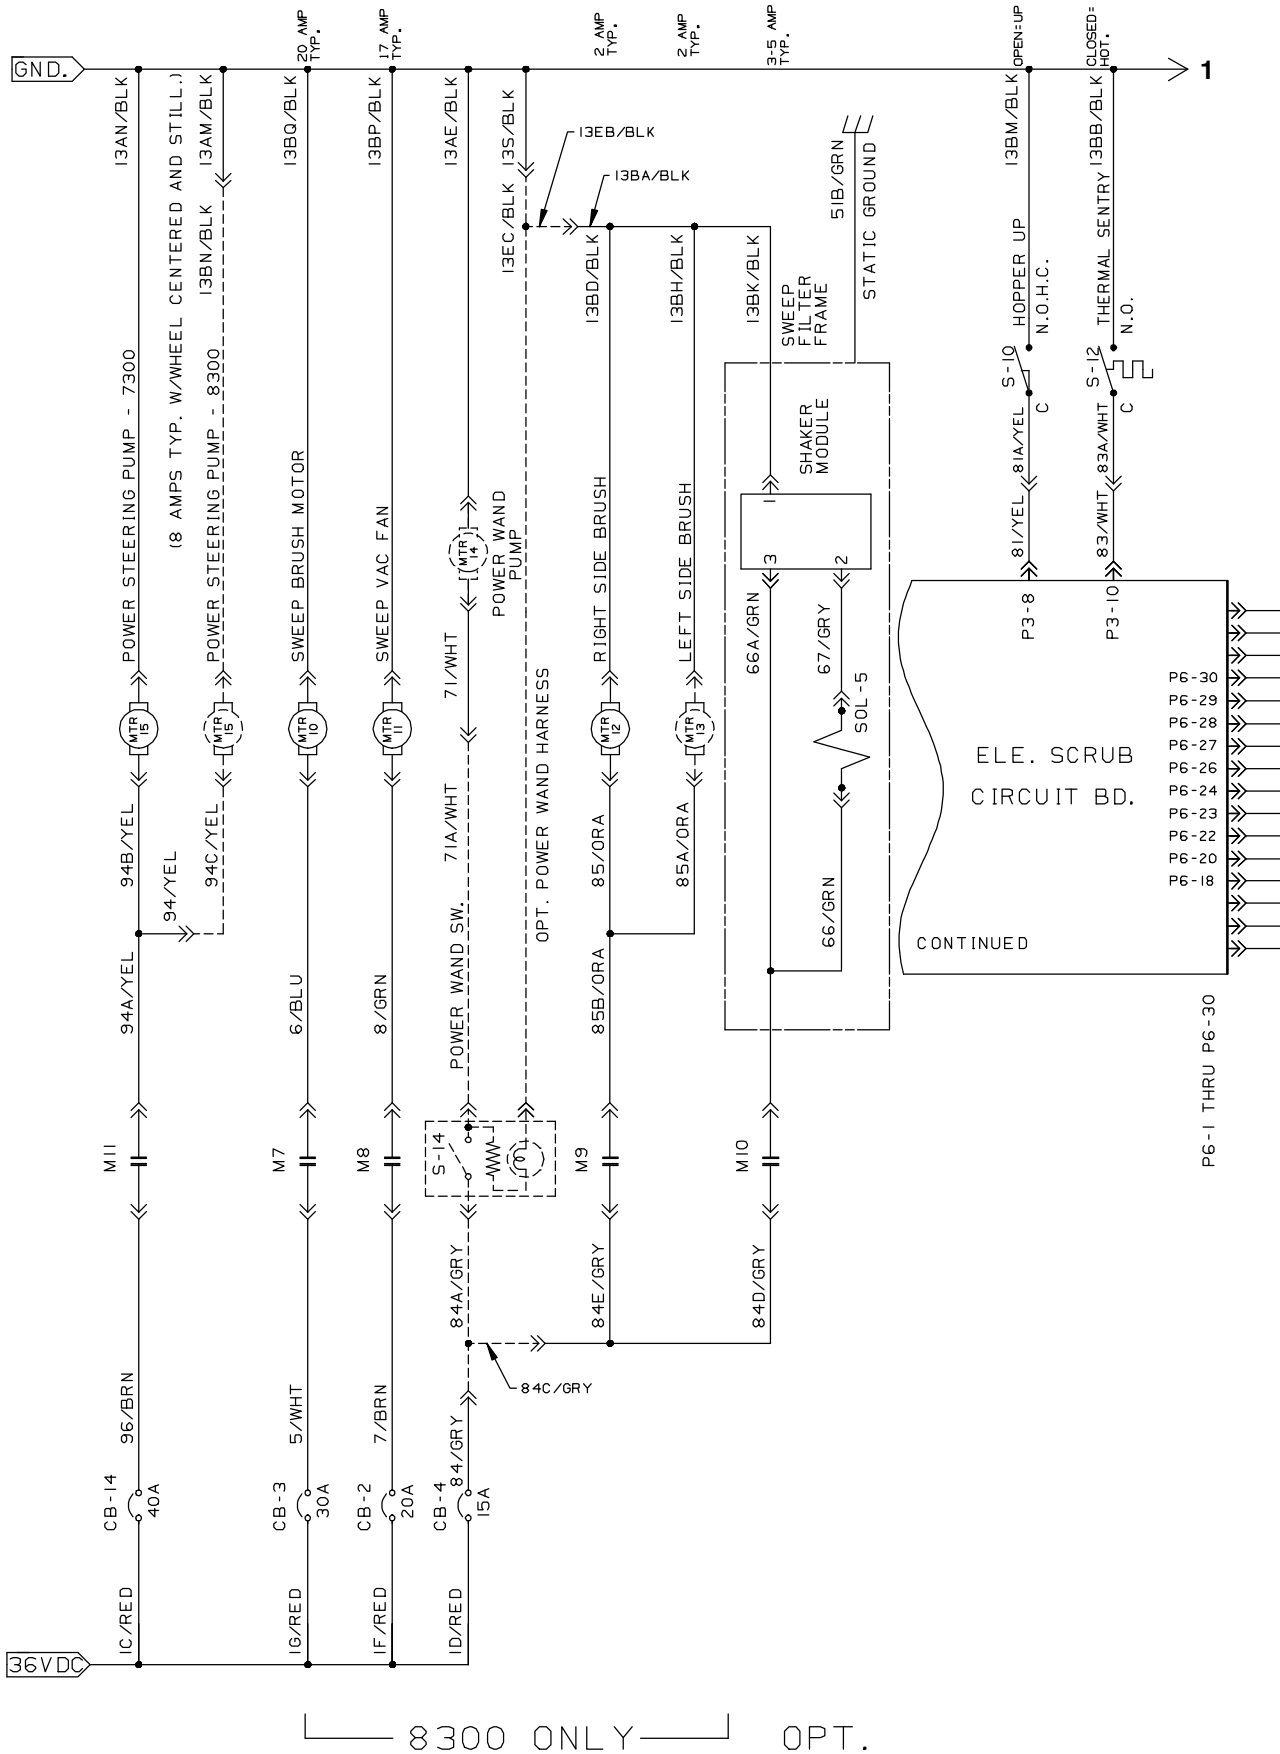 20 AMP
TYP.
17 AMP
TYP.
2 AMP
TYP.
2 AMP
TYP.
3-5 AMP
TYP.
OPEN=UP
CLOSED=
HOT.
GND.
1
13AN/BLK
(8 AMPS TYP. W/WHEEL CENTERED AND STILL.)
13AM/BLK
13BQ/BLK
13BP/BLK
13AE/BLK
13S/BLK
13EB/BLK
13BA/BLK
51B/GRN
STATIC GROUND
13BM/BLK
13BB/BLK
13BN/BLK
13EC/BLK
13BD/BLK
13BH/BLK
13BK/BLK
SWEEP
FILTER
FRAME
HOPPER UP
N.O.H.C.
THERMAL SENTRY
N.O.
POWER STEERING PUMP - 7300
POWER STEERING PUMP - 8300
SWEEP BRUSH MOTOR
SWEEP VAC FAN
MTR
14
POWER WAND
PUMP
RIGHT SIDE BRUSH
LEFT SIDE BRUSH
SHAKER
MODULE
1
3
2
S-10
C
S-12
C
81A/YEL
83A/WHT
81/YEL
83/WHT
P3-8
P3-10
71/WHT
66A/GRN
67/GRY
SOL-5
MTR
15
MTR
15
MTR
10
MTR
11
MTR
12
MTR
13
OPT. POWER WAND HARNESS
P6-30
P6-29
P6-28
P6-27
P6-26
P6-24
P6-23
P6-22
P6-20
P6-18
ELE. SCRUB
CIRCUIT BD.
CONTINUED
94B/YEL
94/YEL
94C/YEL
71A/WHT
85/ORA
85A/ORA
66/GRN
94A/YEL
6/BLU
8/GRN
POWER WAND SW.
85B/ORA
P6-1 THRU P6-30
M11
M7
M8
S-14
M9
M10
84A/GRY
84E/GRY
84D/GRY
84C/GRY
96/BRN
5/WHT
7/BRN
84/GRY
CB-14
40A
CB-3
30A
CB-2
20A
CB-4
15A
1C/RED
1G/RED
1F/RED
1D/RED
36VDC
8300 ONLY
OPT.